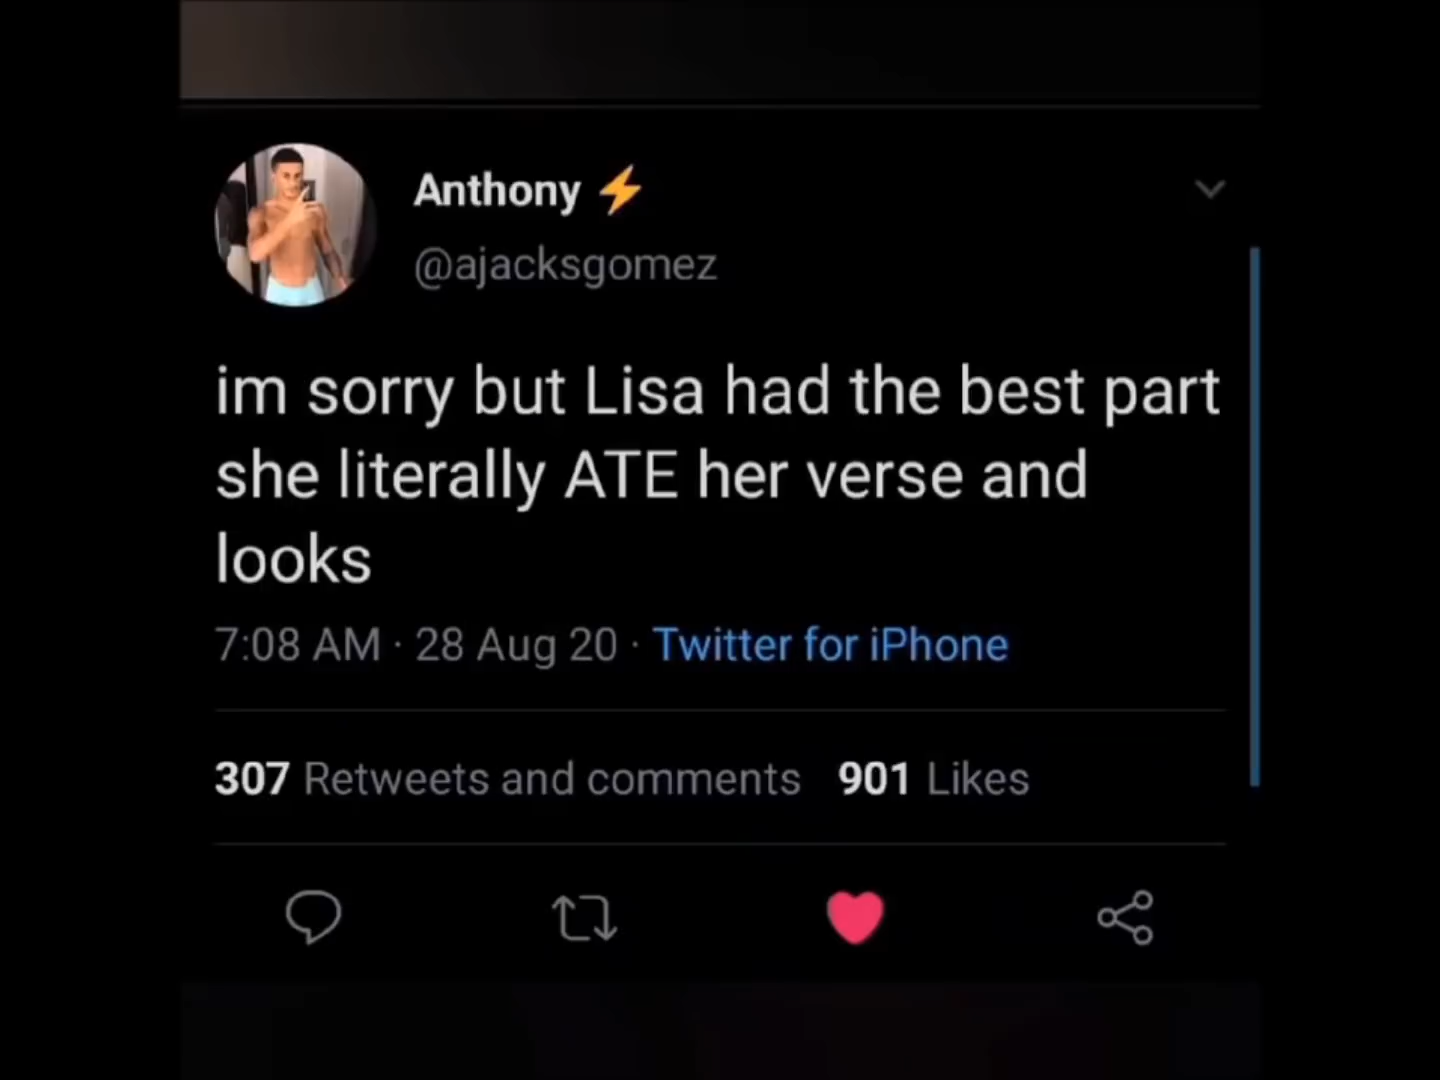 Anthony ⚡
@ajacksgomez
im sorry but Lisa had the best part
she literally ATE her verse and
looks
7:08 AM · 28 Aug 20 · Twitter for iPhone
307 Retweets and comments 901 Likes